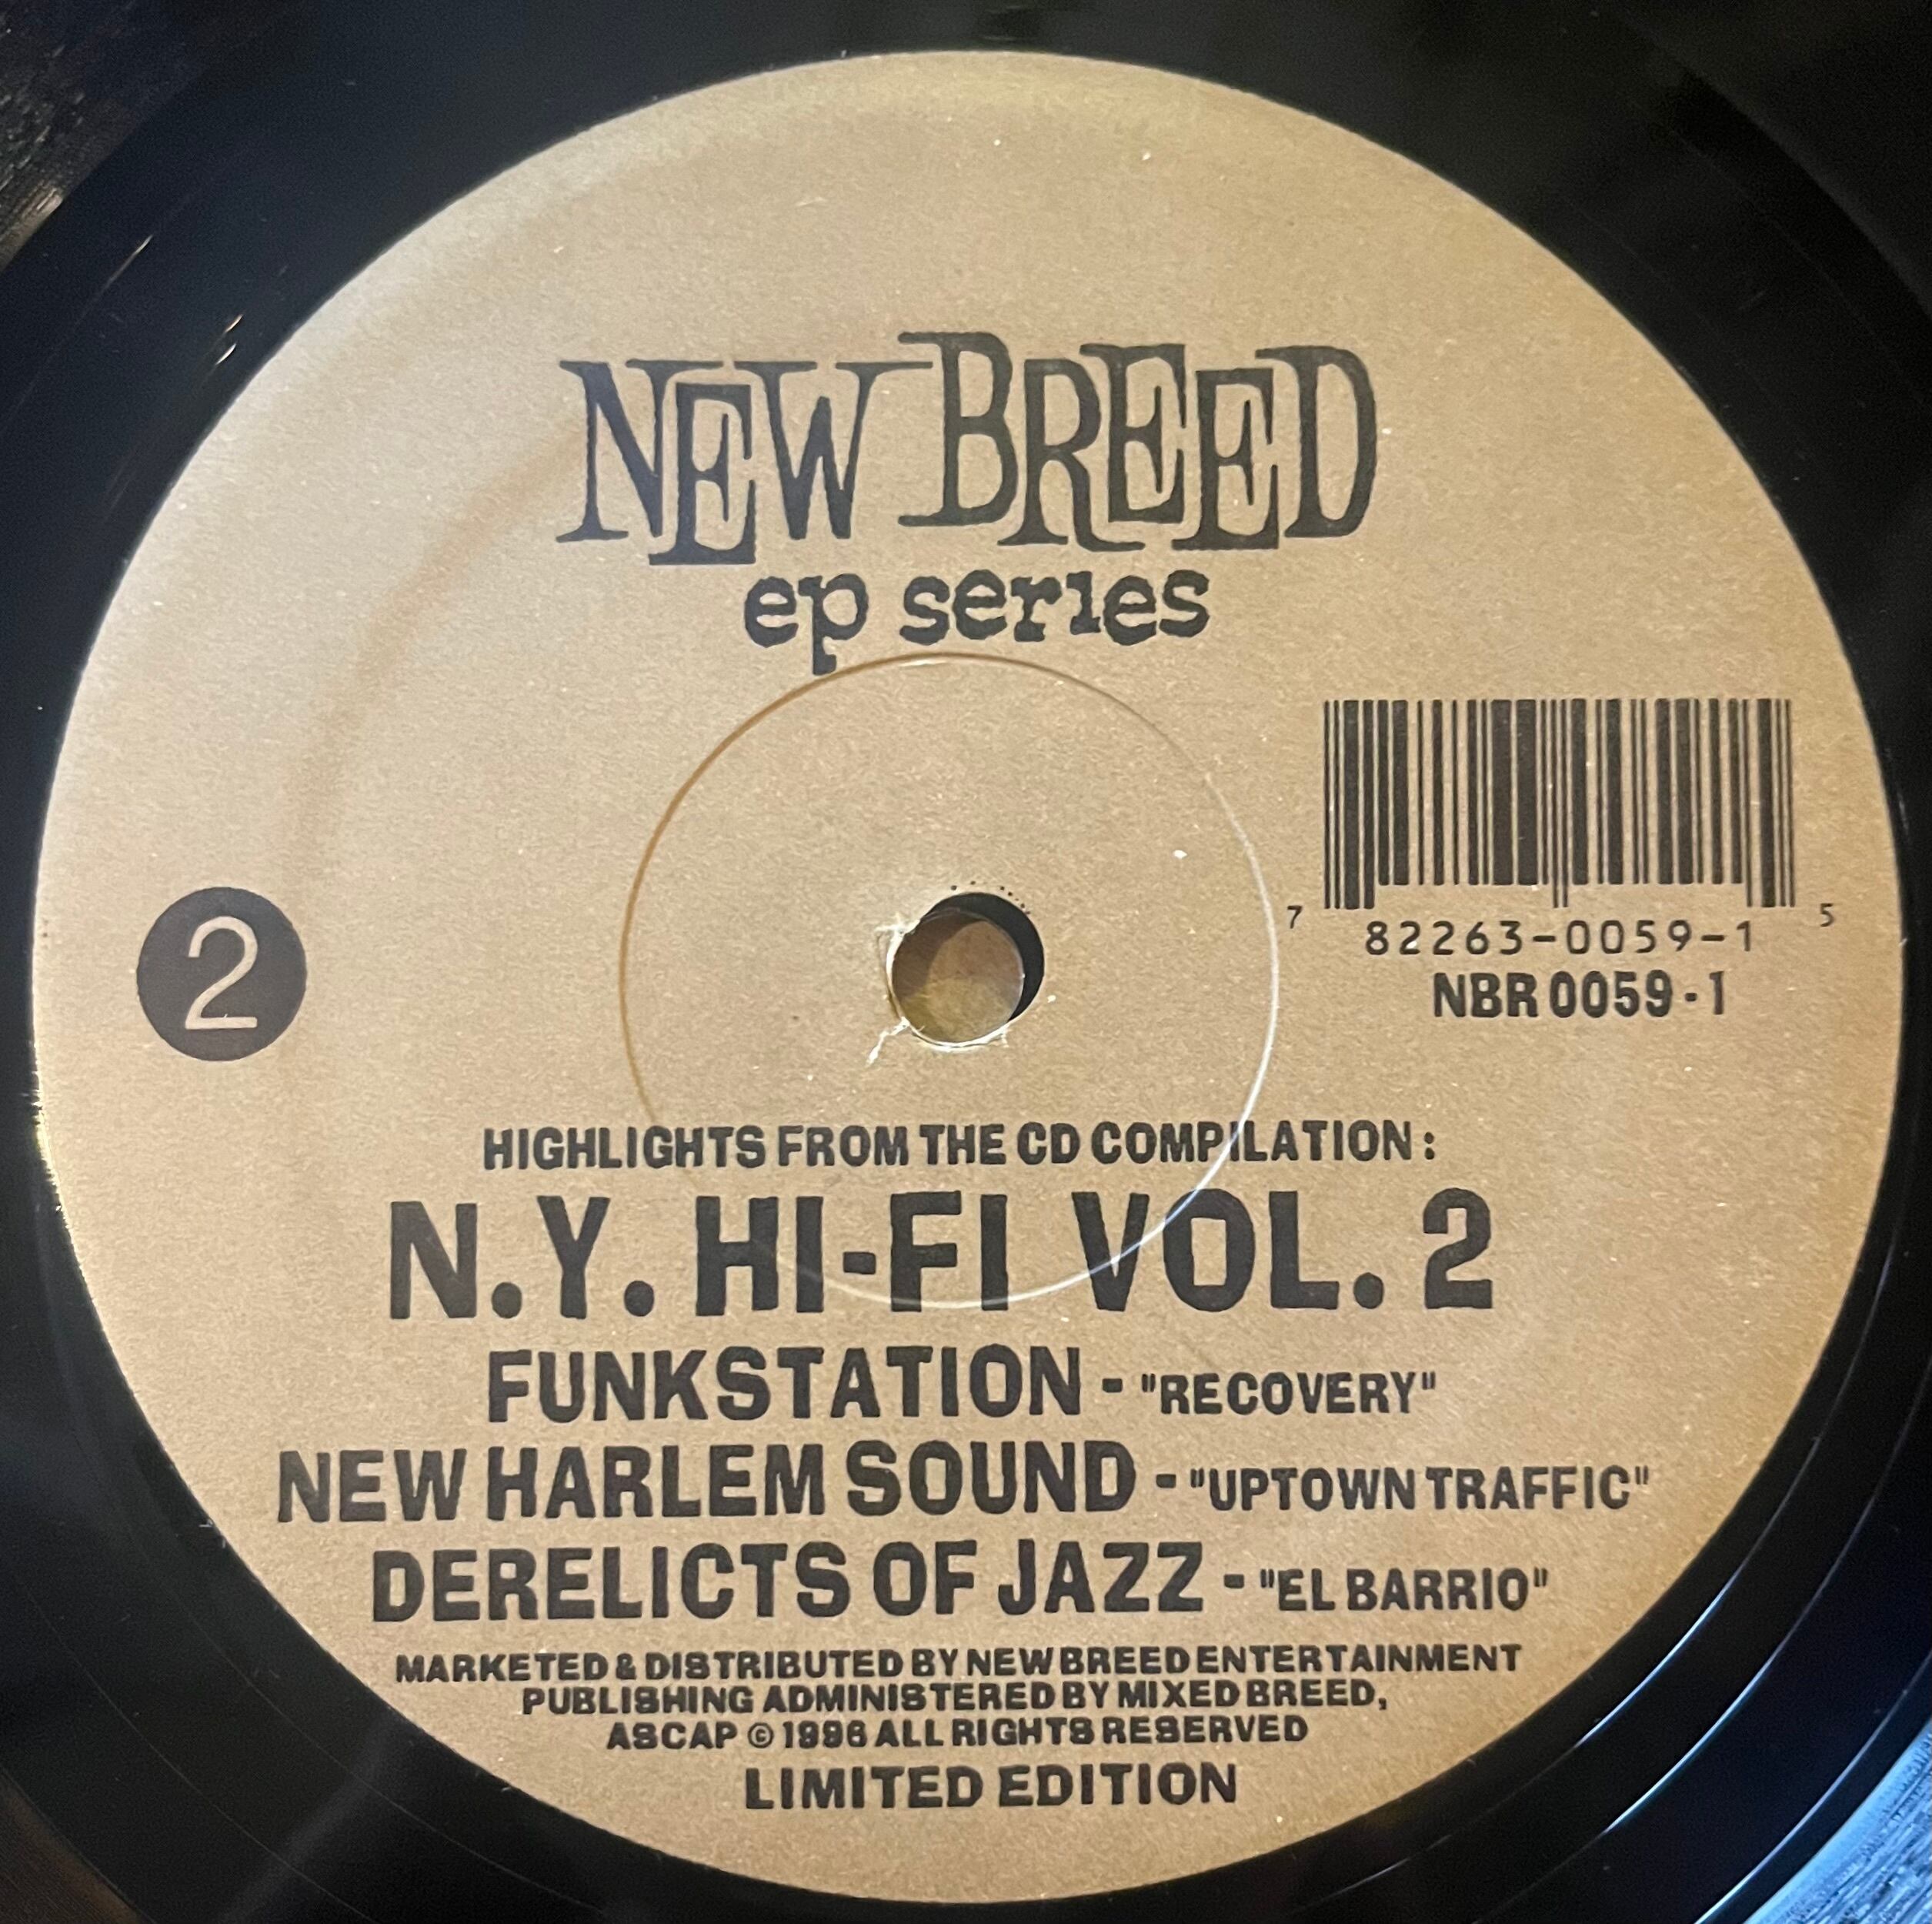 NEW BREED
ep series
7 82263-0059-1 5
NBR 0059-1
2
HIGHLIGHTS FROM THE CD COMPILATION:
N.Y. HI-FI VOL. 2
FUNKSTATION - "RECOVERY"
NEW HARLEM SOUND - "UPTOWN TRAFFIC"
DERELICTS OF JAZZ - "EL BARRIO"
MARKETED & DISTRIBUTED BY NEW BREED ENTERTAINMENT
PUBLISHING ADMINISTERED BY MIXED BREED,
ASCAP © 1996 ALL RIGHTS RESERVED
LIMITED EDITION